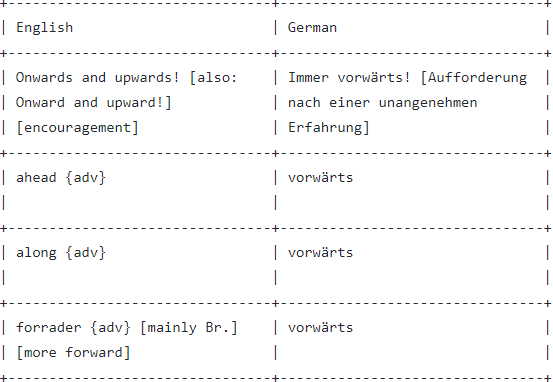 +------------------------------+-----------------------------+
| English                      | German                      |
+------------------------------+-----------------------------+
| Onwards and upwards! [also:  | Immer vorwärts! [Aufforderung |
| Onward and upward!]          | nach einer unangenehmen     |
| [encouragement]              | Erfahrung]                  |
+------------------------------+-----------------------------+
| ahead {adv}                  | vorwärts                    |
|                              |                             |
+------------------------------+-----------------------------+
| along {adv}                  | vorwärts                    |
|                              |                             |
+------------------------------+-----------------------------+
| forrader {adv} [mainly Br.]  | vorwärts                    |
| [more forward]               |                             |
+------------------------------+-----------------------------+